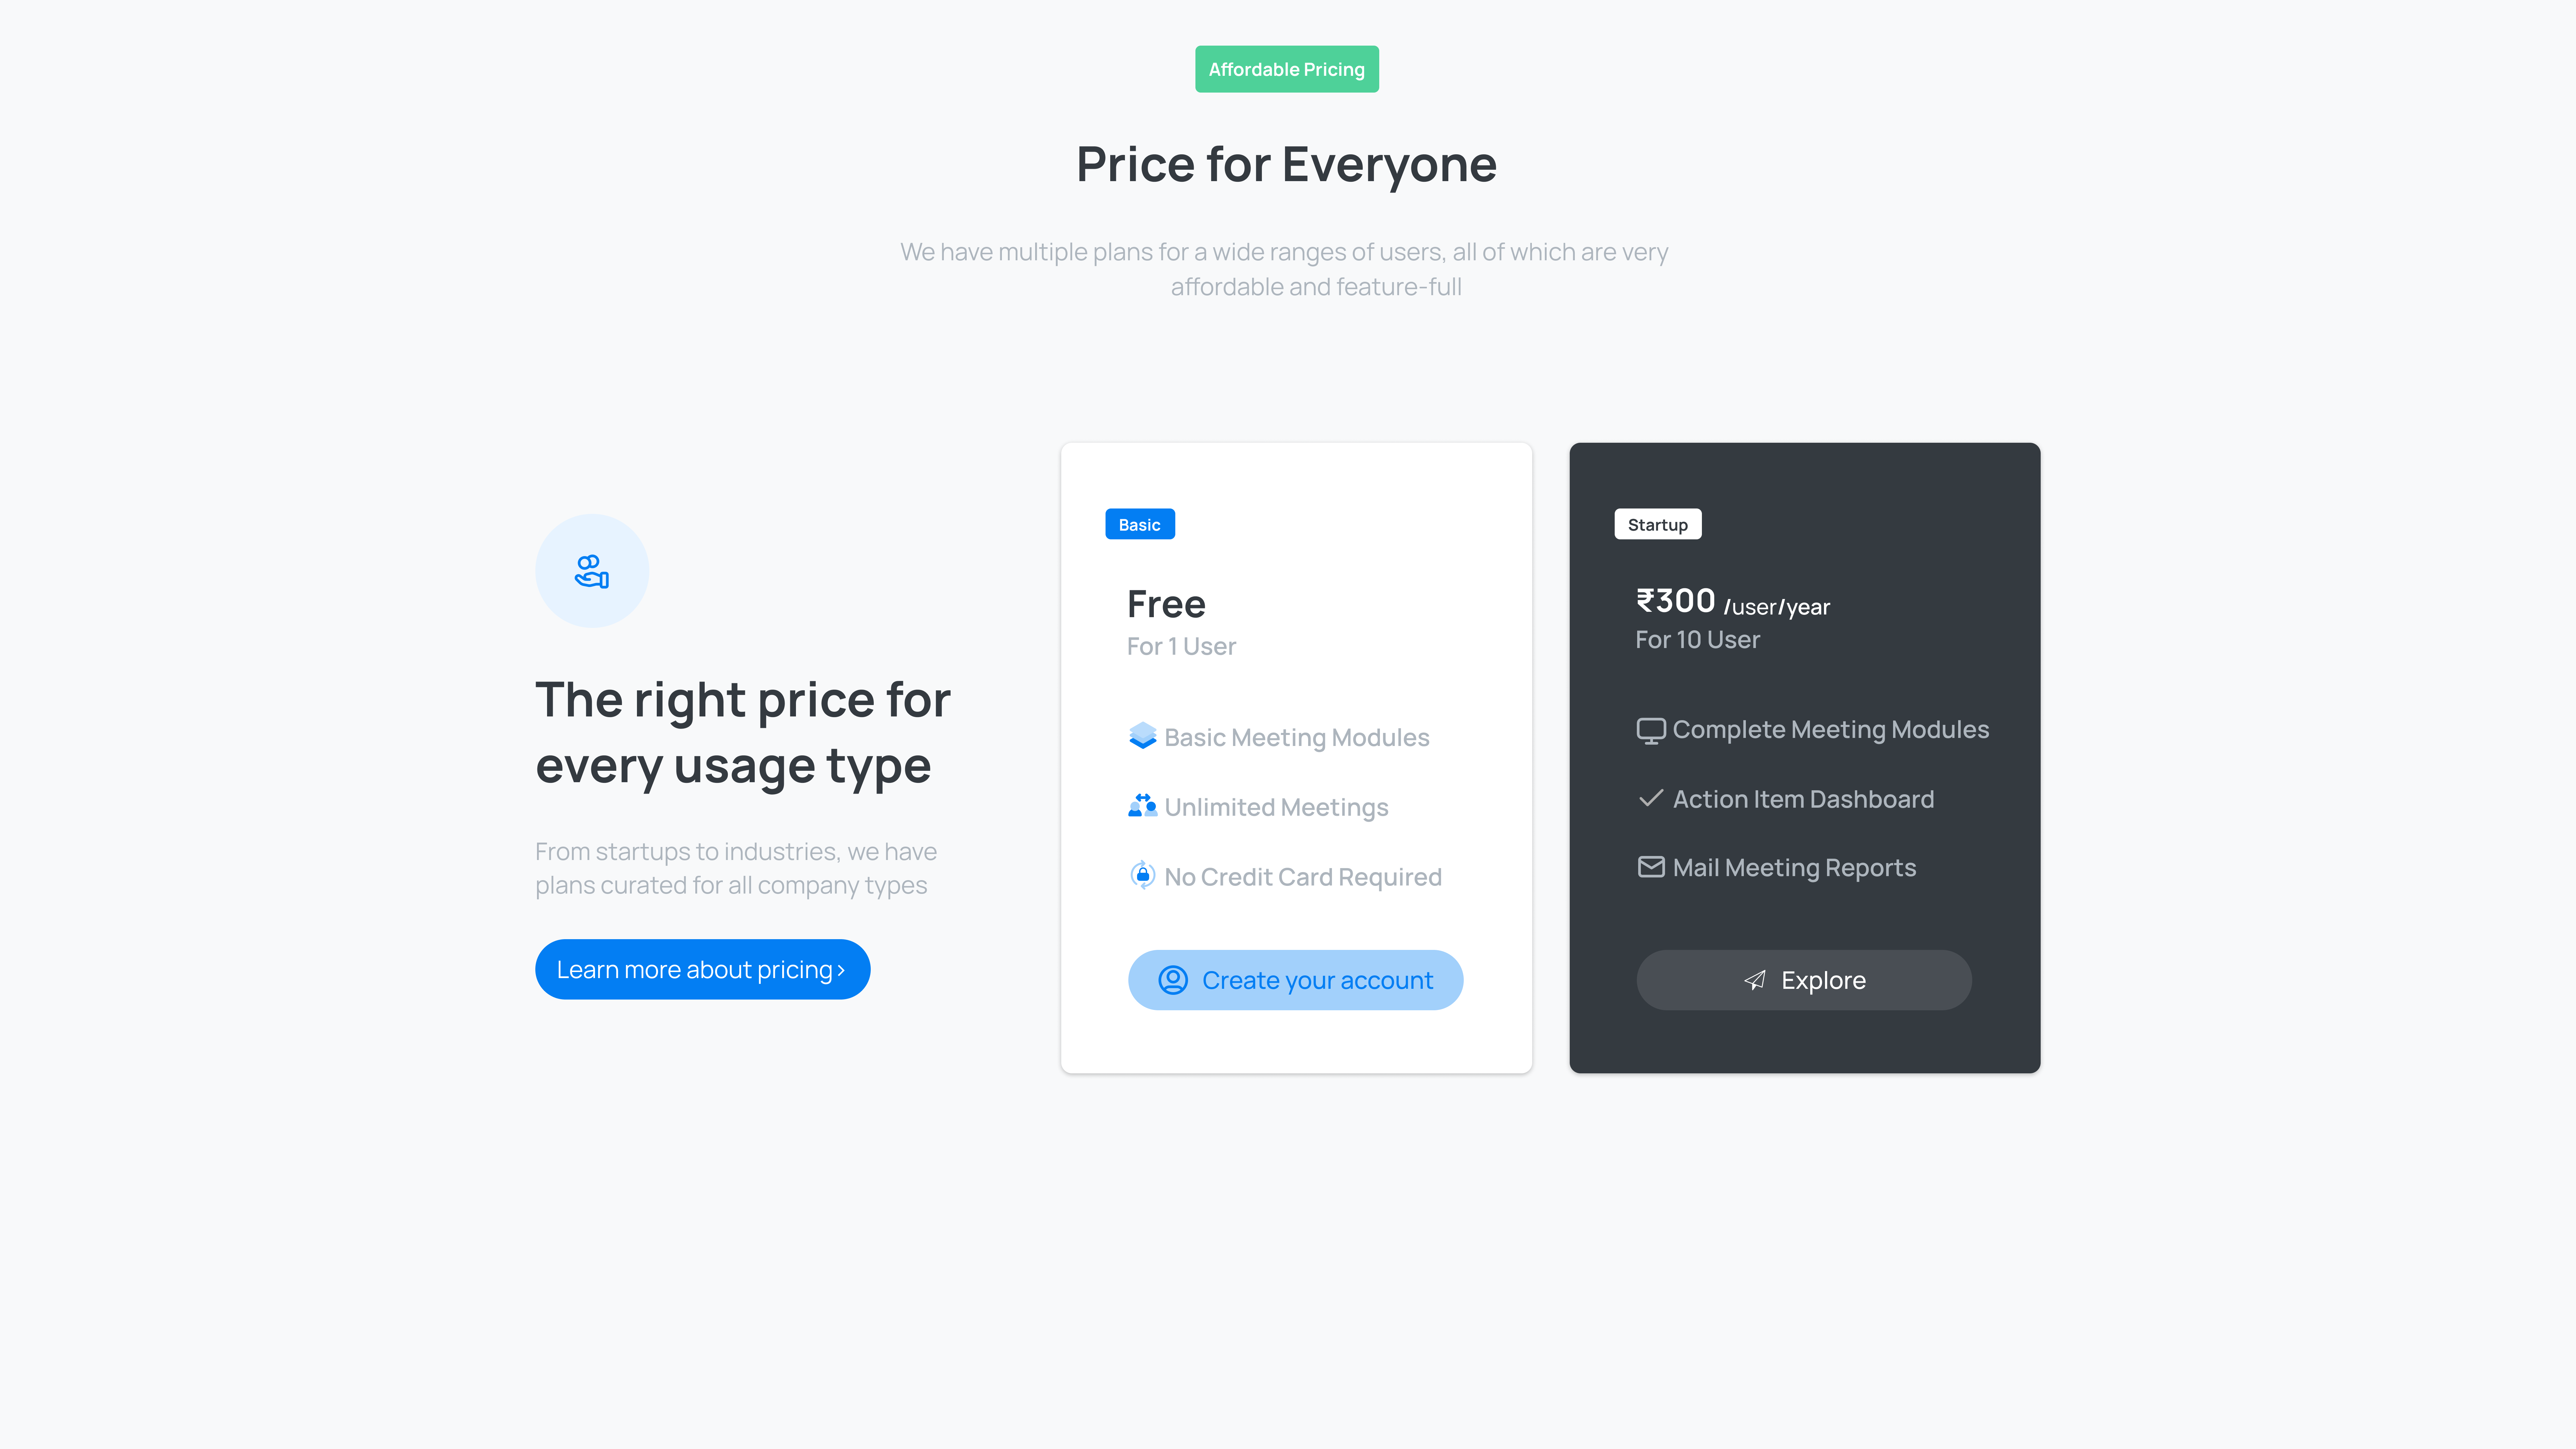 Affordable Pricing
Price for Everyone
We have multiple plans for a wide ranges of users, all of which are very
affordable and feature-full
The right price for
every usage type
From startups to industries, we have
plans curated for all company types
Learn more about pricing >
Basic
Free
For 1 User
Basic Meeting Modules
Unlimited Meetings
No Credit Card Required
Create your account
Startup
₹300 /user/year
For 10 User
Complete Meeting Modules
Action Item Dashboard
Mail Meeting Reports
Explore